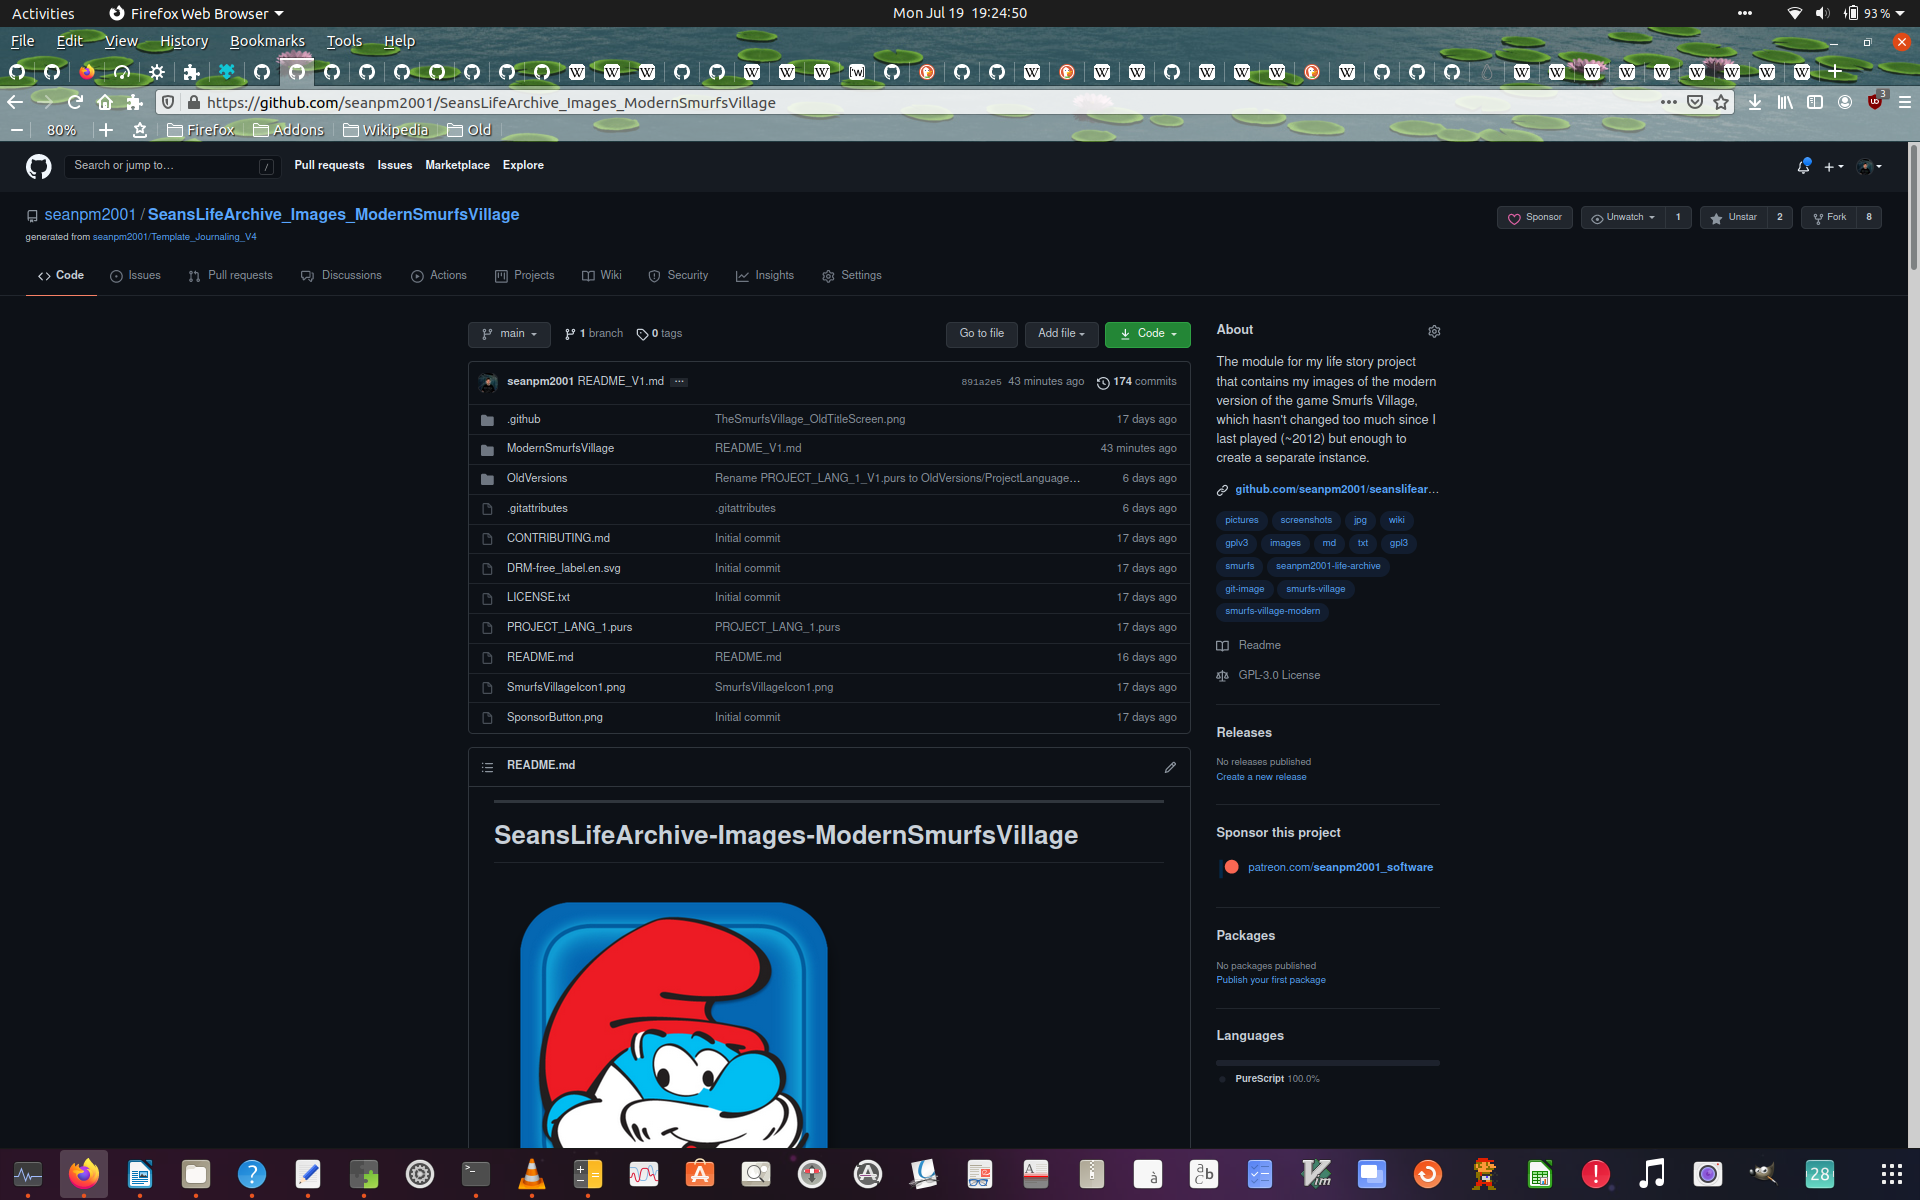 Activities Firefox Web Browser Mon Jul 19 19:24:50 93 %
File Edit View History Bookmarks Tools Help
https://github.com/seanpm2001/SeansLifeArchive_Images_ModernSmurfsVillage 3
80% Firefox Addons Wikipedia Old
Search or jump to... / Pull requests Issues Marketplace Explore
seanpm2001 / SeansLifeArchive_Images_ModernSmurfsVillage Sponsor Unwatch 1 Unstar 2 Fork 8
generated from seanpm2001/Template_Journaling_V4
Code Issues Pull requests Discussions Actions Projects Wiki Security Insights Settings
main 1 branch 0 tags Go to file Add file Code
seanpm2001 README_V1.md ... 891a2e5 43 minutes ago 174 commits
.github TheSmurfsVillage_OldTitleScreen.png 17 days ago
ModernSmurfsVillage README_V1.md 43 minutes ago
OldVersions Rename PROJECT_LANG_1_V1.purs to OldVersions/ProjectLanguage... 6 days ago
.gitattributes .gitattributes 6 days ago
CONTRIBUTING.md Initial commit 17 days ago
DRM-free_label.en.svg Initial commit 17 days ago
LICENSE.txt Initial commit 17 days ago
PROJECT_LANG_1.purs PROJECT_LANG_1.purs 17 days ago
README.md README.md 16 days ago
SmurfsVillageIcon1.png SmurfsVillageIcon1.png 17 days ago
SponsorButton.png Initial commit 17 days ago
README.md
SeansLifeArchive-Images-ModernSmurfsVillage
About
The module for my life story project
that contains my images of the modern
version of the game Smurfs Village,
which hasn't changed too much since I
last played (~2012) but enough to
create a separate instance.
github.com/seanpm2001/seanslifear...
pictures screenshots jpg wiki
gplv3 images md txt gpl3
smurfs seanpm2001-life-archive
git-image smurfs-village
smurfs-village-modern
Readme
GPL-3.0 License
Releases
No releases published
Create a new release
Sponsor this project
patreon.com/seanpm2001_software
Packages
No packages published
Publish your first package
Languages
PureScript 100.0%
28